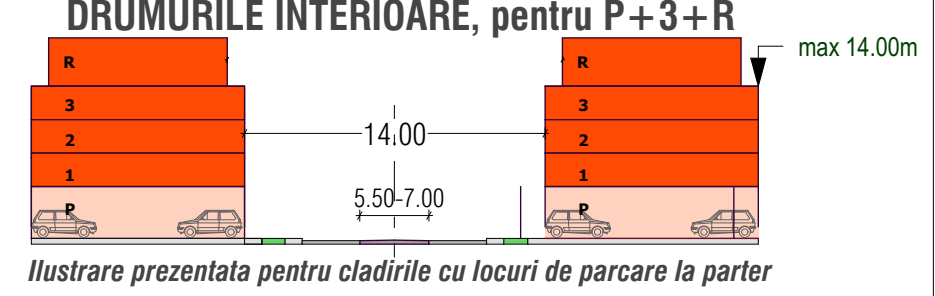 DRUMURILE INTERIOARE, pentru P+3+R
max 14.00m
R
R
3
3
2
2
14.00
1
1
5.50-7.00
P
P
Ilustrare prezentata pentru cladirile cu locuri de parcare la parter